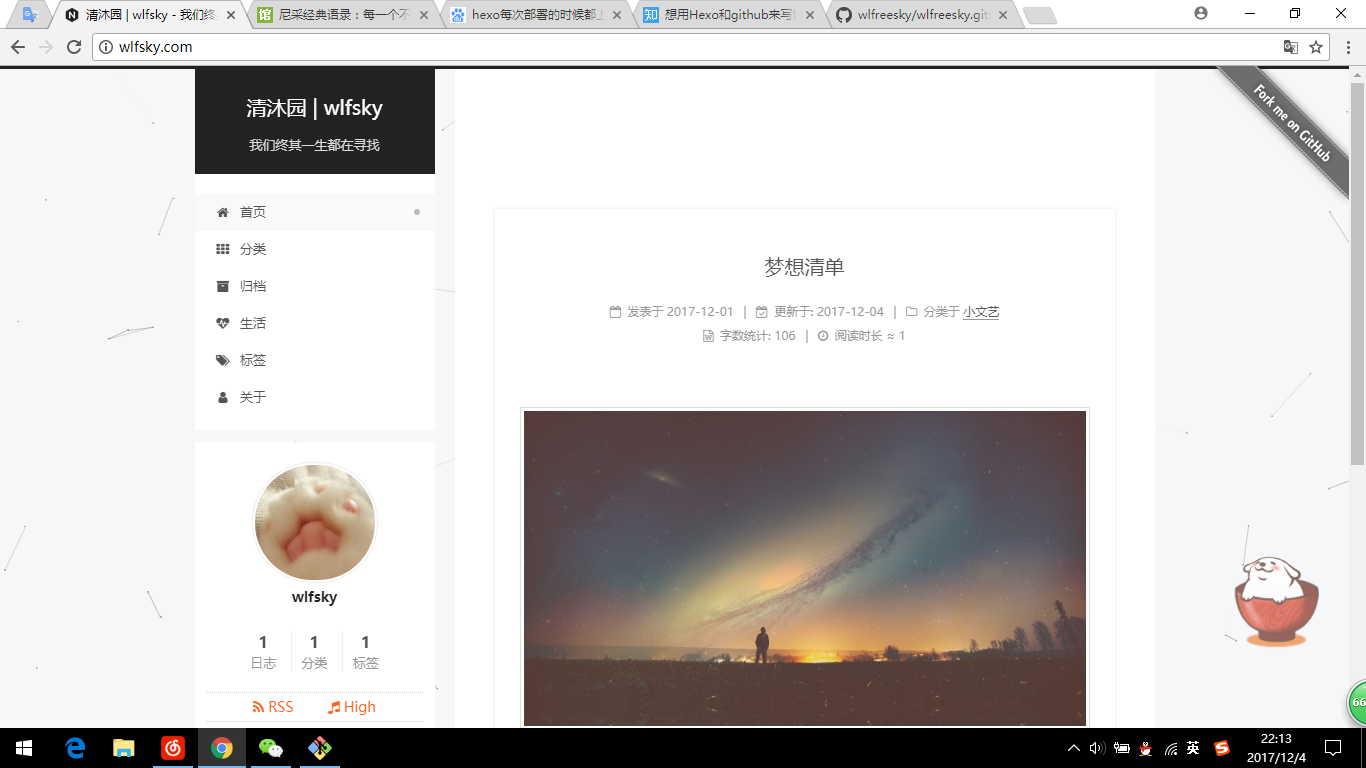 清沐园 | wlfsky - 我们终
尼采经典语录：每一个不
hexo每次部署的时候都
想用Hexo和github来写
wlfreesky/wlfreesky.git
wlfsky.com
清沐园 | wlfsky
我们终其一生都在寻找
首页
分类
归档
生活
标签
关于
wlfsky
1 1 1
日志 分类 标签
RSS High
Fork me on GitHub
梦想清单
发表于 2017-12-01 | 更新于: 2017-12-04 | 分类于 小文艺
字数统计: 106 | 阅读时长 ≈ 1
66
英
22:13
2017/12/4